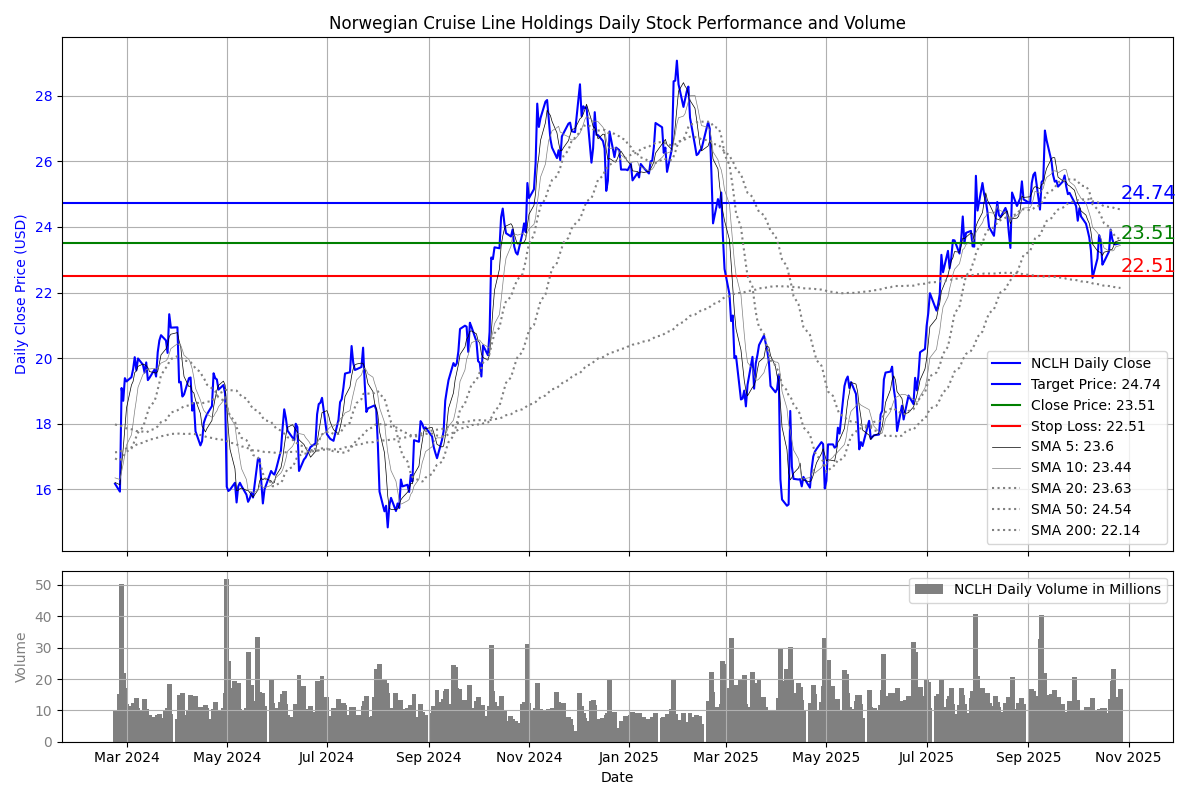 Norwegian Cruise Line Holdings Daily Stock Performance and Volume
Daily Close Price (USD)
28
26
24
22
20
18
16
24.74
23.51
22.51
NCLH Daily Close
Target Price: 24.74
Close Price: 23.51
Stop Loss: 22.51
SMA 5: 23.6
SMA 10: 23.44
SMA 20: 23.63
SMA 50: 24.54
SMA 200: 22.14
Volume
50
40
30
20
10
0
NCLH Daily Volume in Millions
Mar 2024 May 2024 Jul 2024 Sep 2024 Nov 2024 Jan 2025 Mar 2025 May 2025 Jul 2025 Sep 2025 Nov 2025
Date